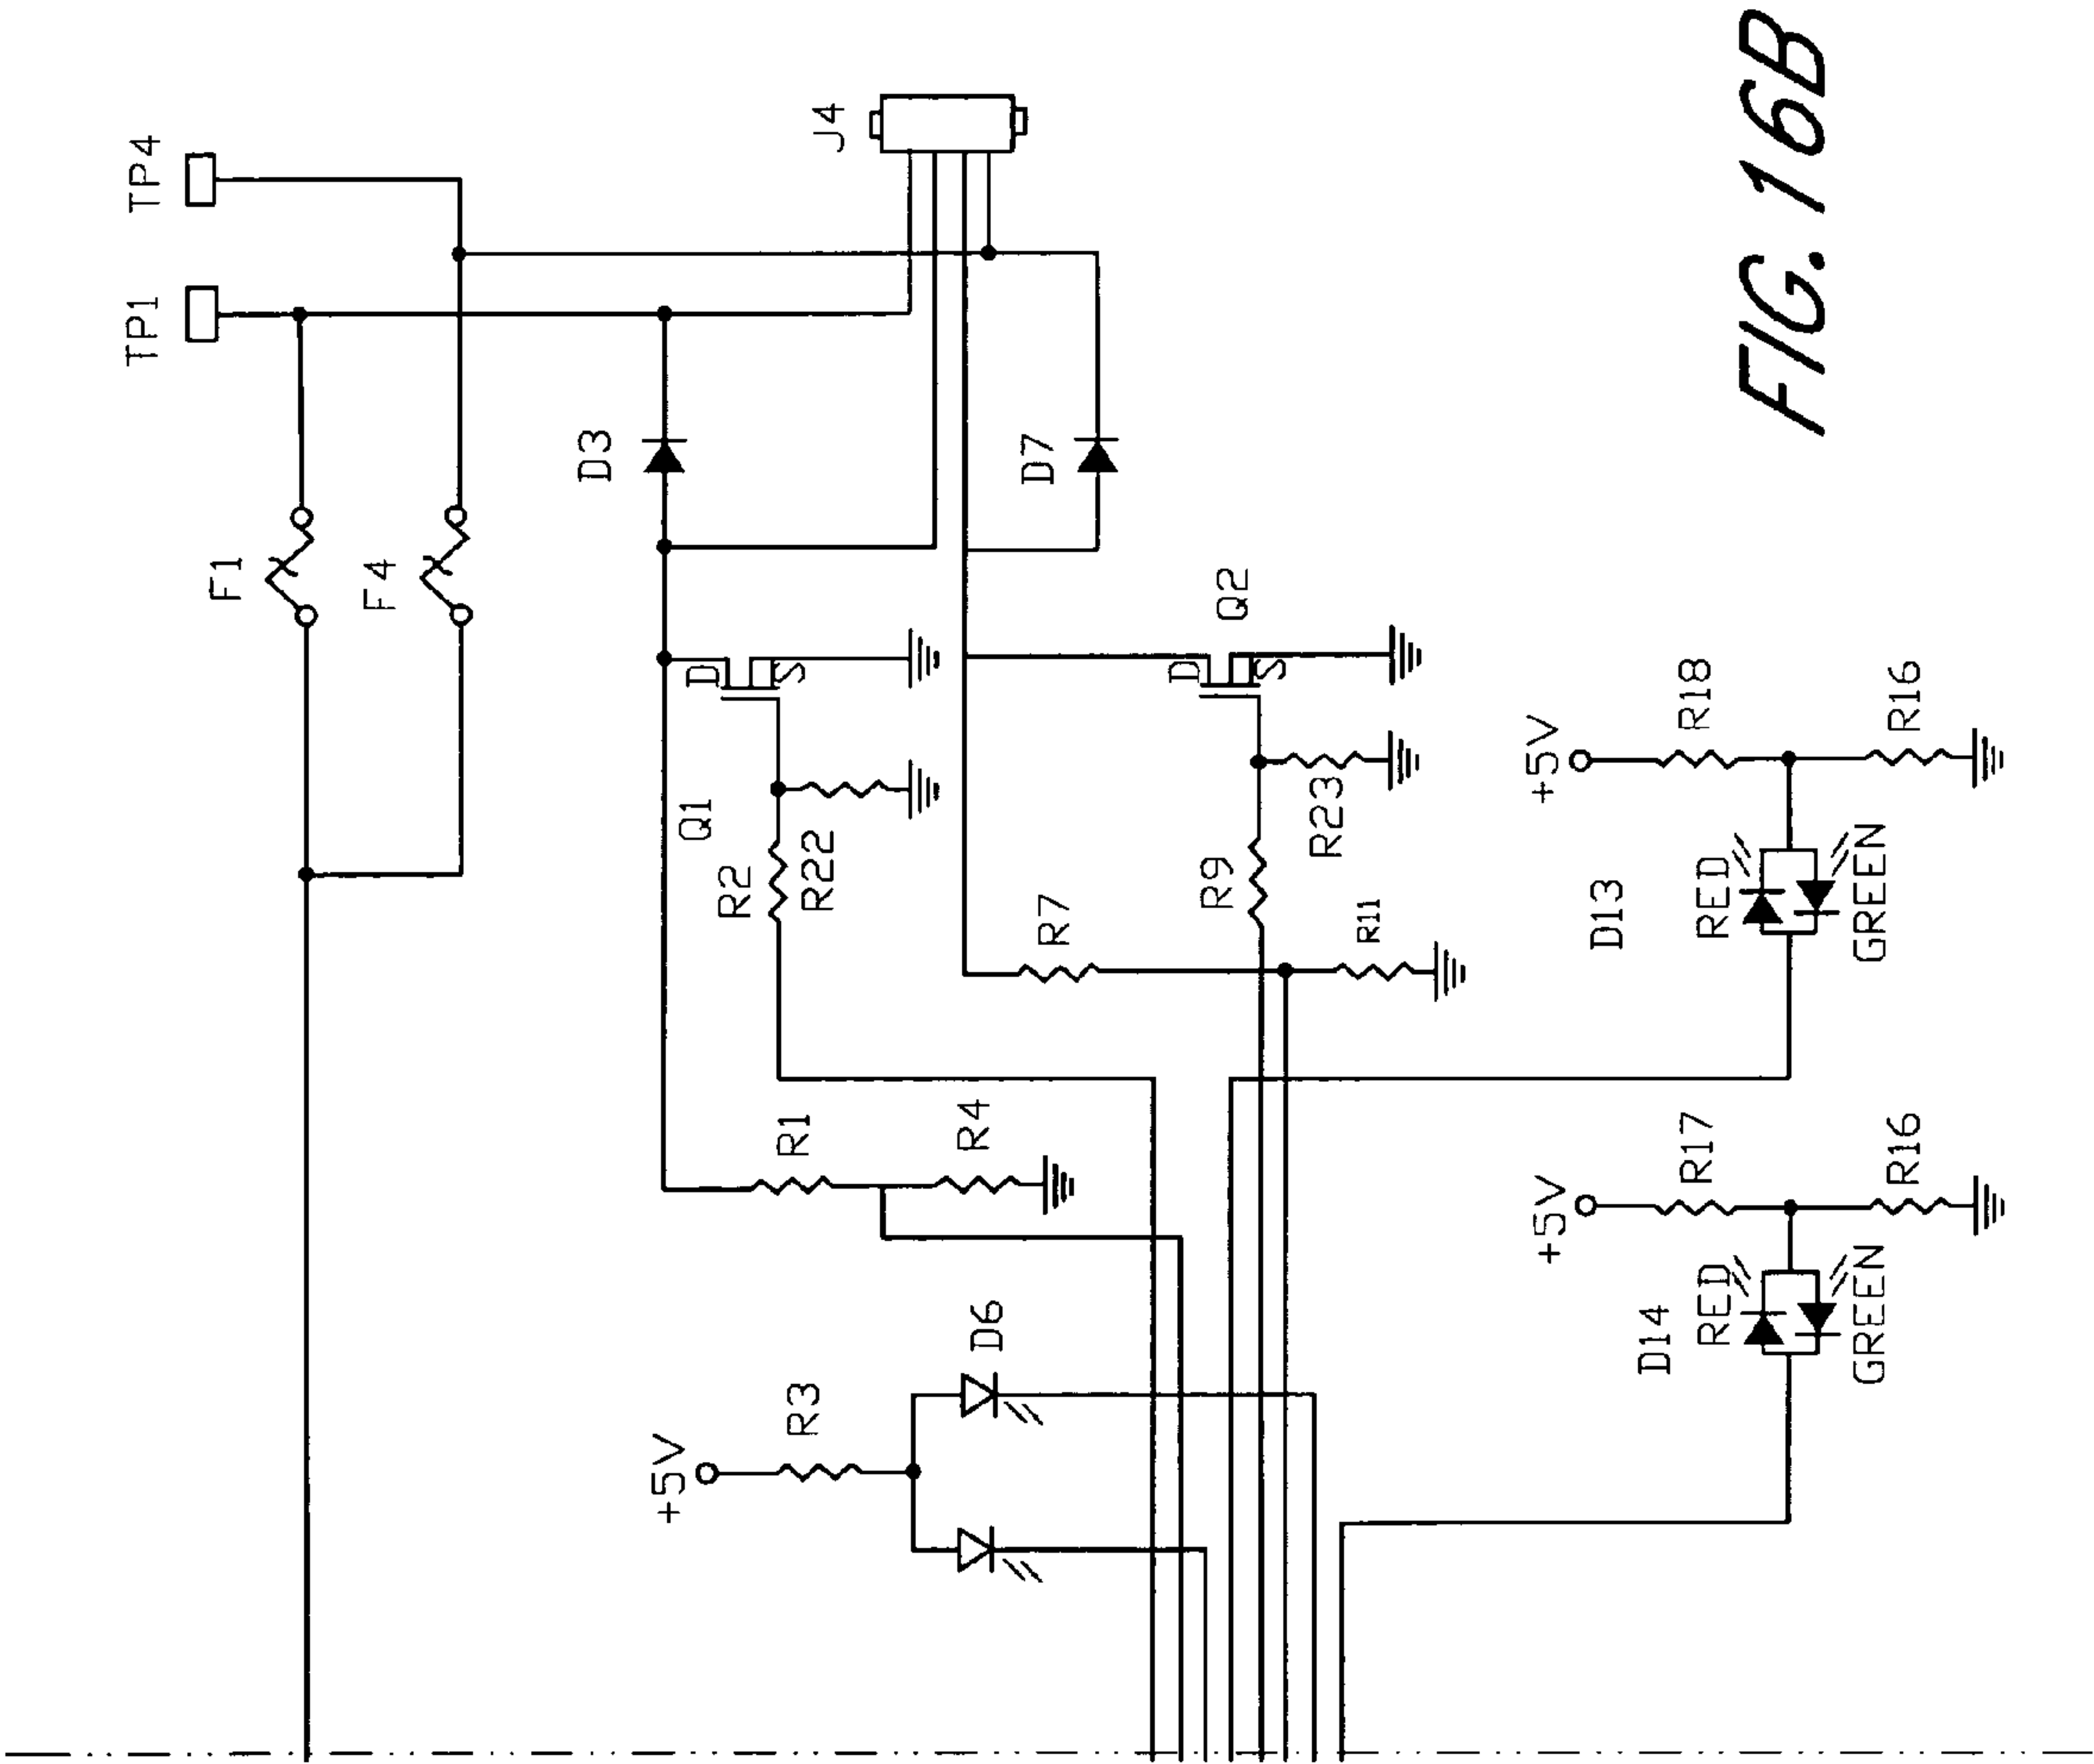 TP4
TP1
J4
F1
F4
D3
D7
D
S
Q1
Q2
D
S
R2
R22
R9
R23
R7
R11
R1
R4
+5V
R3
D6
+5V
R18
R16
D13
RED
GREEN
+5V
R17
R16
D14
RED
GREEN
FIG. 16B